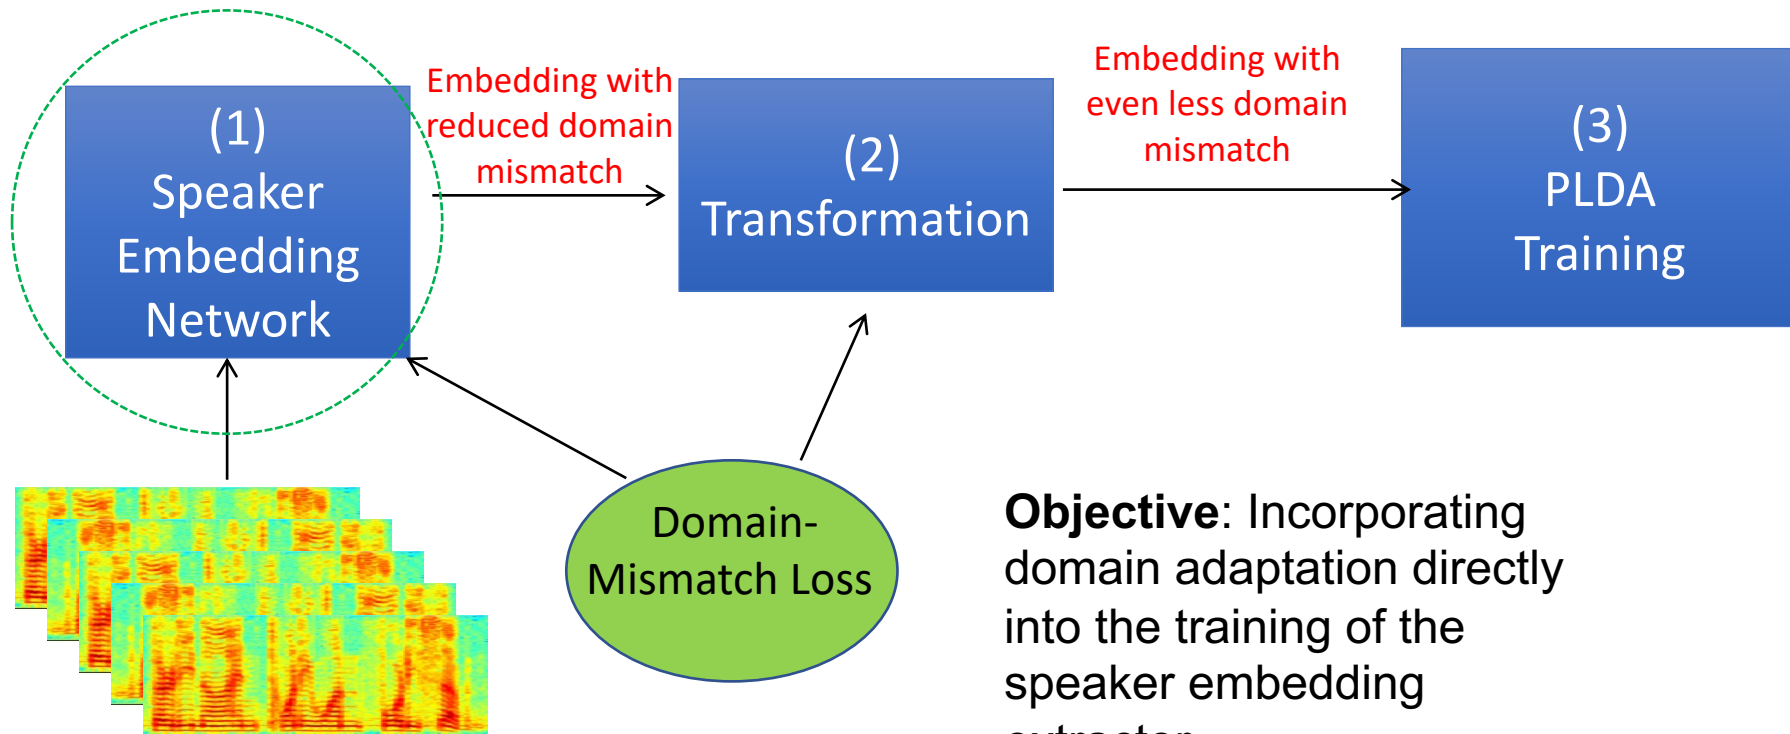 (1)
Speaker
Embedding
Network
Embedding with
reduced domain
mismatch
(2)
Transformation
Embedding with
even less domain
mismatch
(3)
PLDA
Training
Domain-
Mismatch Loss
Objective: Incorporating
domain adaptation directly
into the training of the
speaker embedding